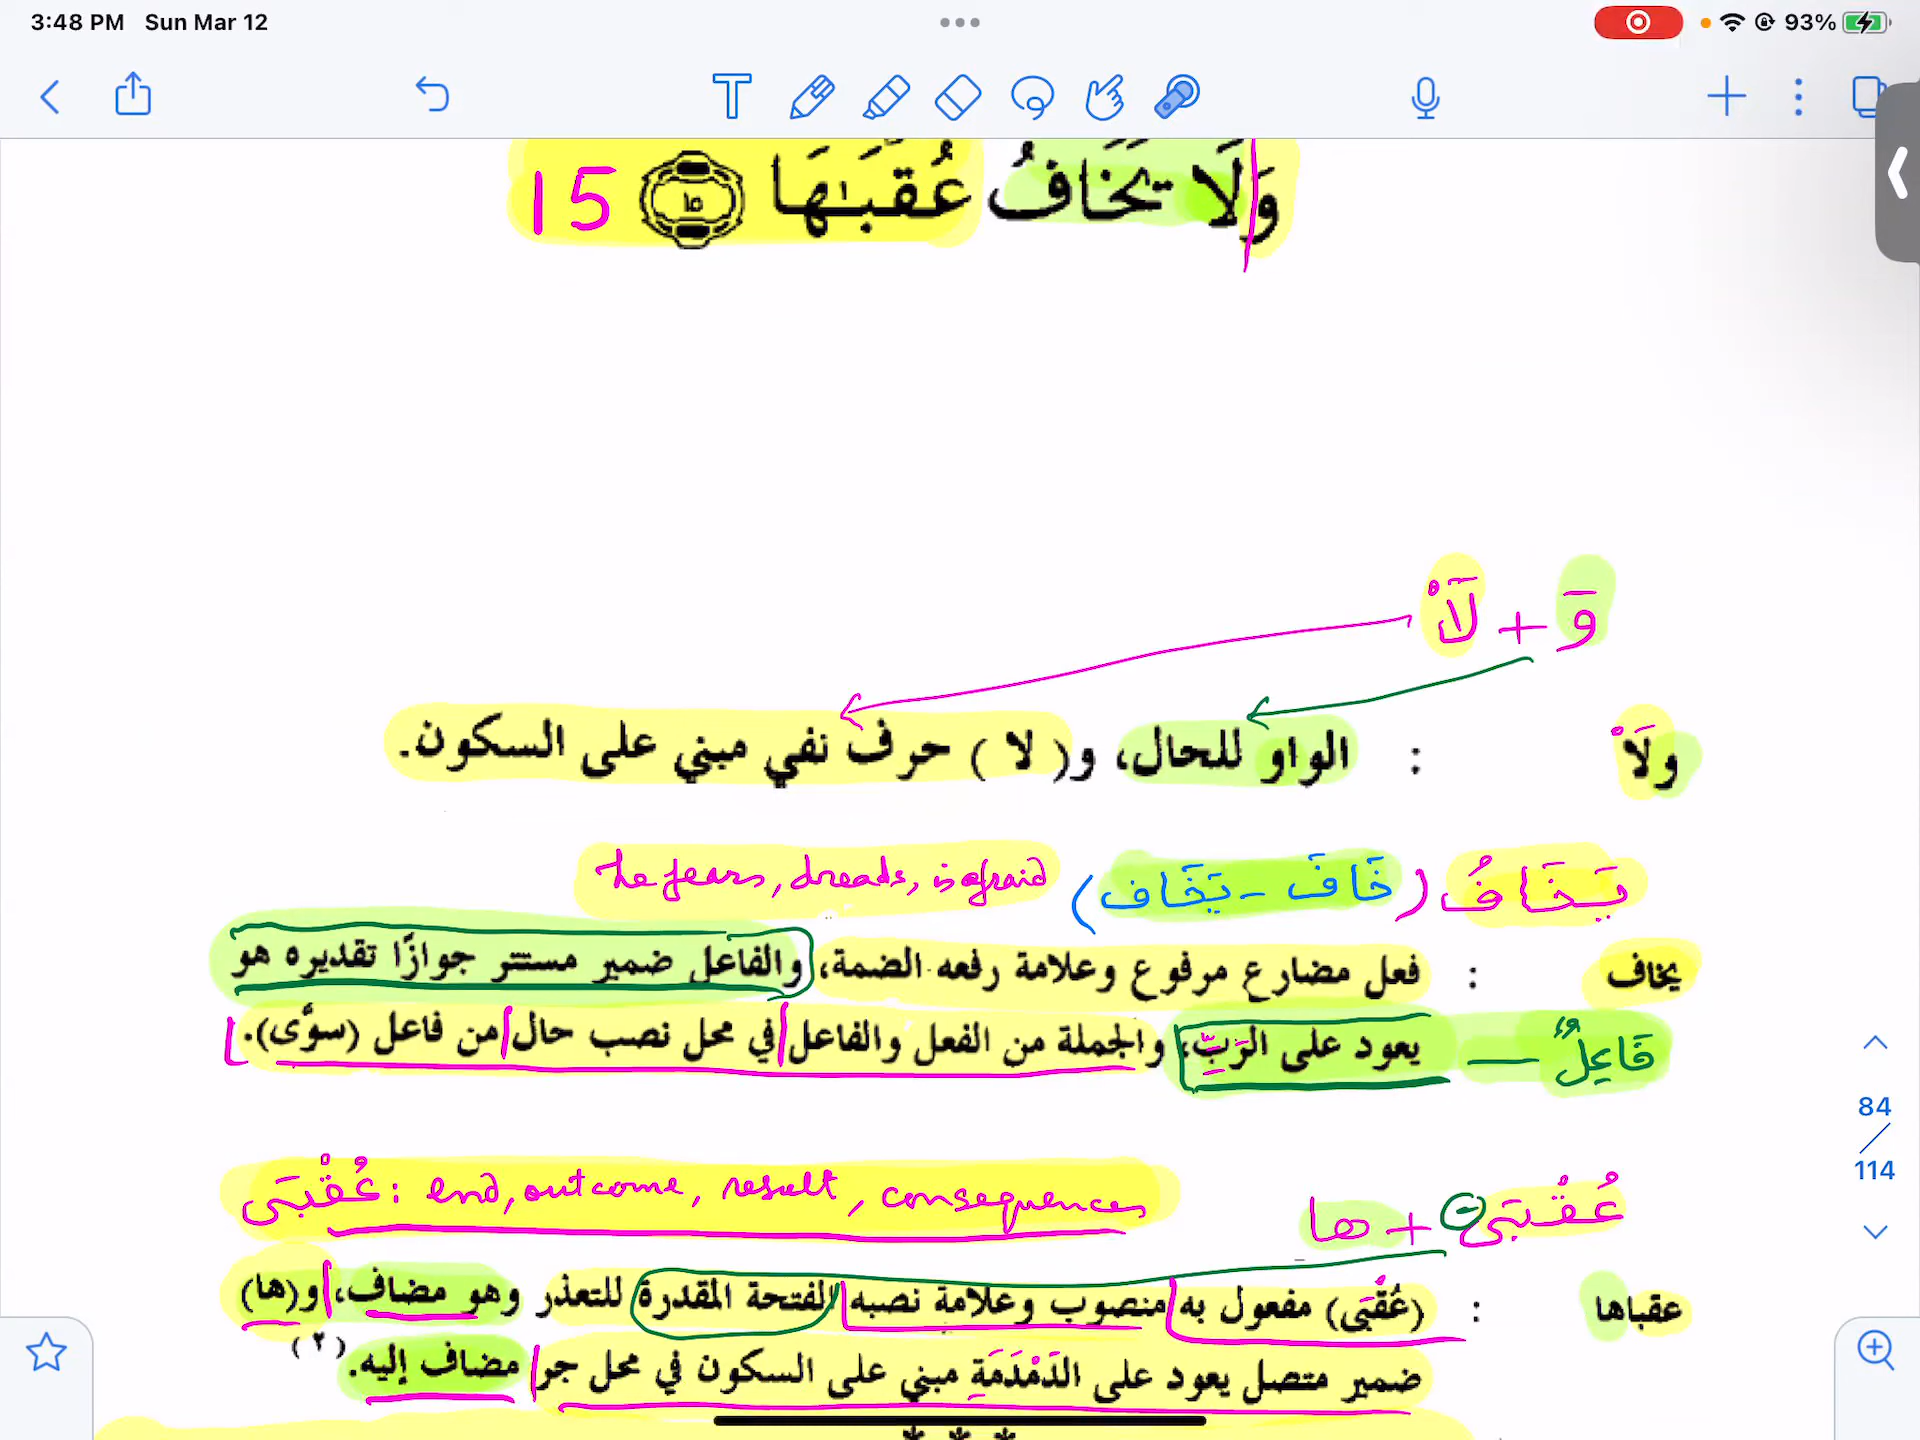 3:48 PM Sun Mar 12
93%
وَلَا يَخَافُ عُقْبَـٰهَا ١٥ 15
وَ + لَاْ
ولَاْ : الواو للحال، و( لا ) حرف نفي مبني على السكون.
يَخَافُ (خَافَ - يَخَاف) he fears, dreads, is afraid
يخاف : فعل مضارع مرفوع وعلامة رفعه الضمة، والفاعل ضمير مستتر جوازًا تقديره هو
فَاعِلٌ — يعود على الرَبِّ، والجملة من الفعل والفاعل في محل نصب حال من فاعل (سوَّى).
84
114
عُقْبَى : end, outcome, result, consequences
عُقْبَى + ها
عقباها : (عُقْبَى) مفعول به منصوب وعلامة نصبه الفتحة المقدرة للتعذر وهو مضاف، و(ها)
ضمير متصل يعود على الدَمْدَمَةِ مبني على السكون في محل جر مضاف إليه. (٢)
* * *